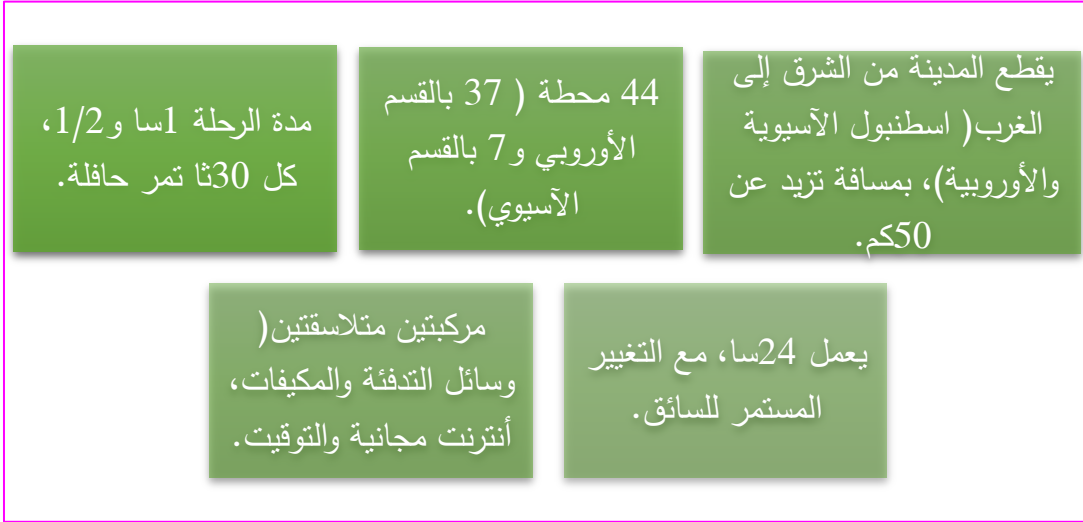 يقطع المدينة من الشرق إلى
الغرب( اسطنبول الآسيوية
والأوروبية)، بمسافة تزيد عن
50كم.
44 محطة ( 37 بالقسم
الأوروبي و7 بالقسم
الآسيوي).
مدة الرحلة 1سا و1/2،
كل 30ثا تمر حافلة.
يعمل 24سا، مع التغيير
المستمر للسائق.
مركبتين متلاسقتين(
وسائل التدفئة والمكيفات،
أنترنت مجانية والتوقيت.